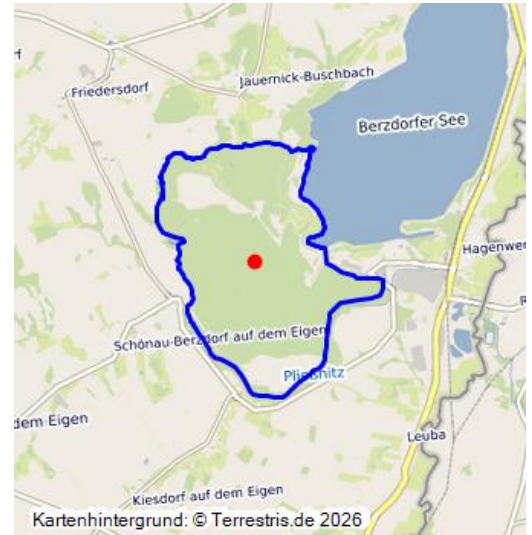 Jauernick-Buschbach
Friedersdorf
Berzdorfer See
Hagenwe
Schönau-Berzdorf auf dem Eigen
Pließnitz
dem Eigen
Leuba
Kiesdorf auf dem Eigen
Kartenhintergrund: © Terrestris.de 2026